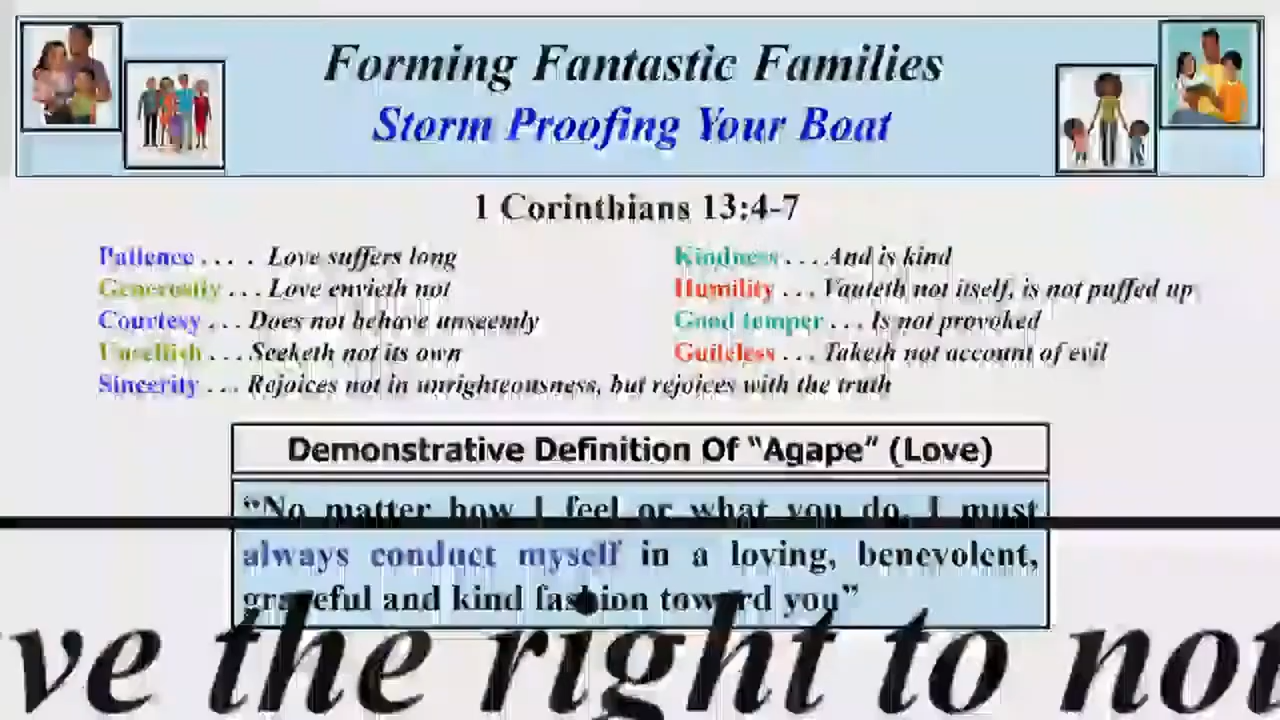 Forming Fantastic Families
Storm Proofing Your Boat
1 Corinthians 13:4-7
Patience . . . . Love suffers long
Kindness . . . And is kind
Generosity . . . Love envieth not
Humility . . . Vauteth not itself, is not puffed up
Courtesy . . . Does not behave unseemly
Good temper . . . Is not provoked
Unselfish . . . Seeketh not its own
Guileless . . . Taketh not account of evil
Sincerity . . . Rejoices not in unrighteousness, but rejoices with the truth
Demonstrative Definition Of “Agape” (Love)
“No matter how I feel or what you do, I must
always conduct myself in a loving, benevolent,
graceful and kind fashion toward you”
ve the right to not